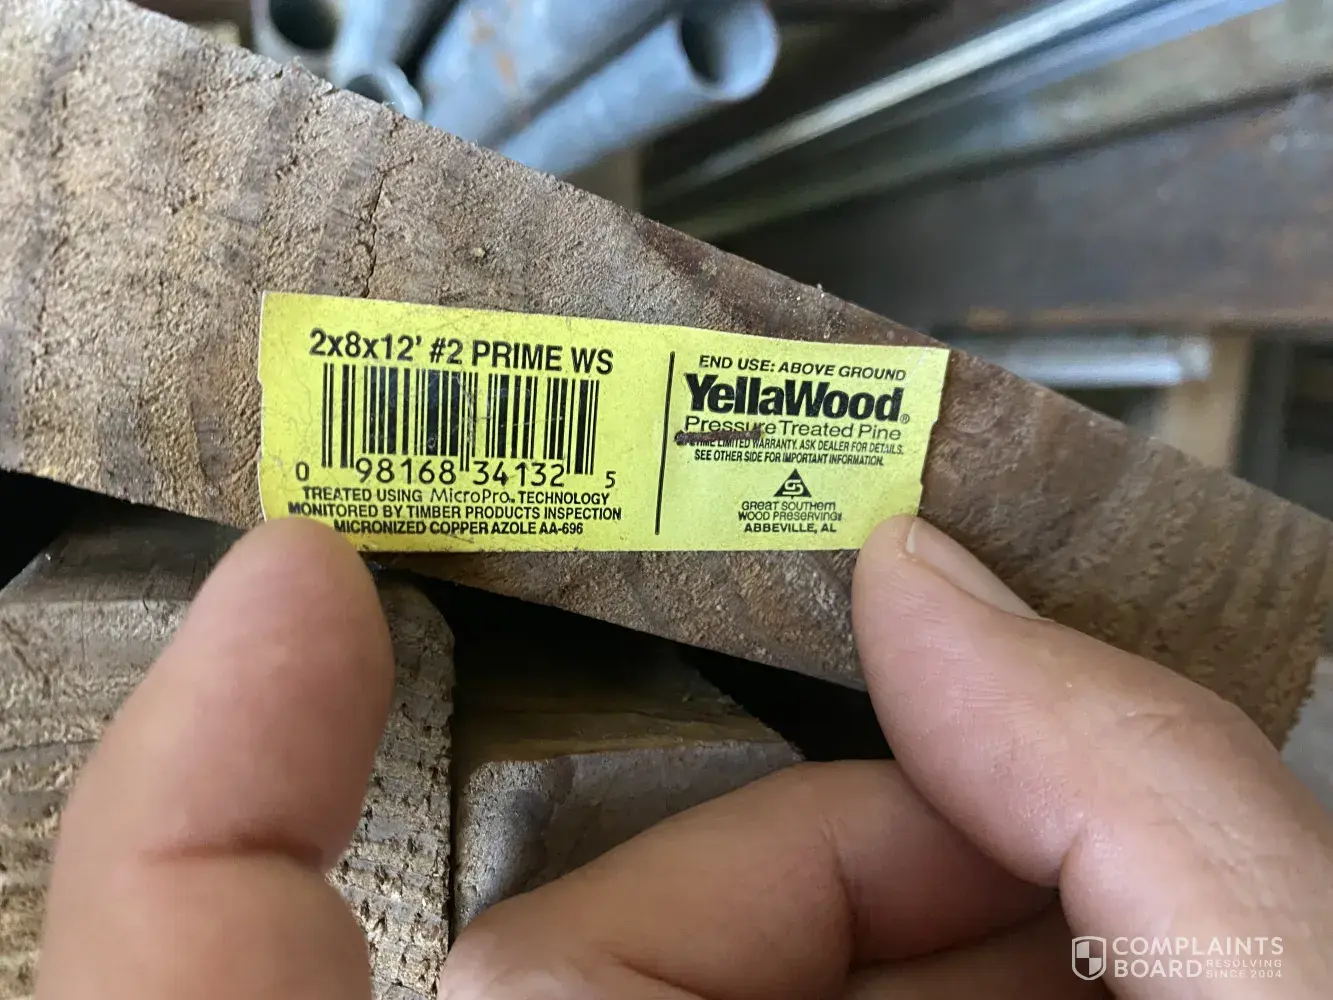 2x8x12' #2 PRIME WS
0 98168 34132 5
TREATED USING MicroPro™ TECHNOLOGY
MONITORED BY TIMBER PRODUCTS INSPECTION
MICRONIZED COPPER AZOLE AA-696
END USE: ABOVE GROUND
YellaWood®
Pressure Treated Pine
LIMITED WARRANTY. ASK DEALER FOR DETAILS.
SEE OTHER SIDE FOR IMPORTANT INFORMATION.
GREAT SOUTHERN
WOOD PRESERVING
ABBEVILLE, AL
COMPLAINTS
BOARD RESOLVING
SINCE 2004